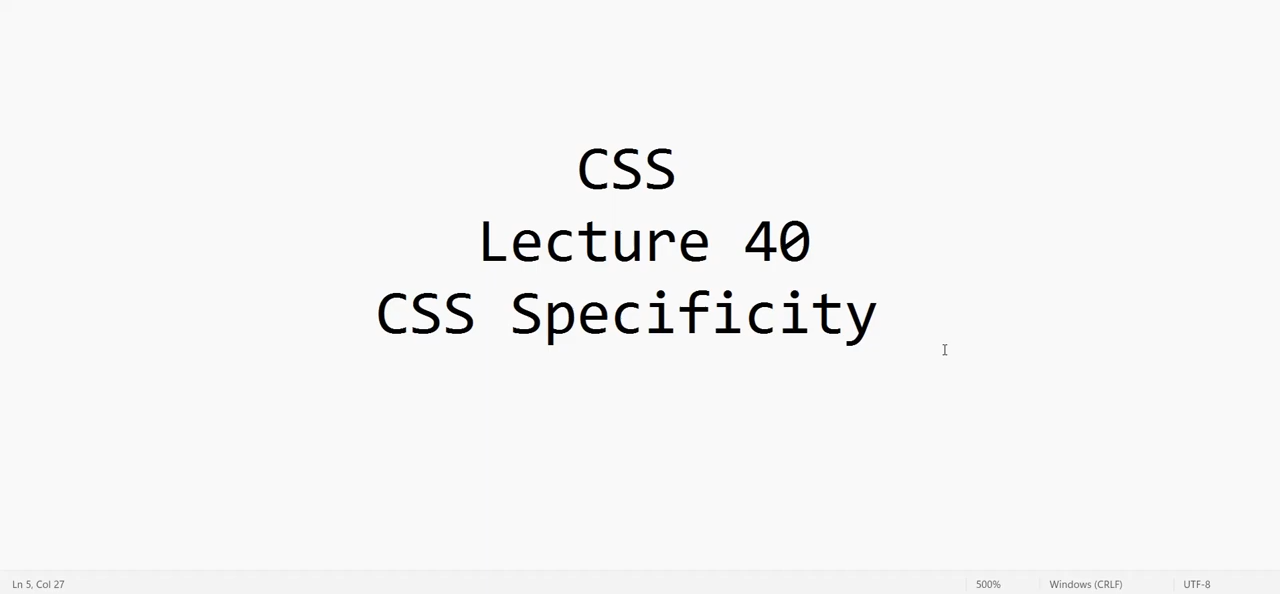 CSS
Lecture 40
CSS Specificity
Ln 5, Col 27
500%
Windows (CRLF)
UTF-8